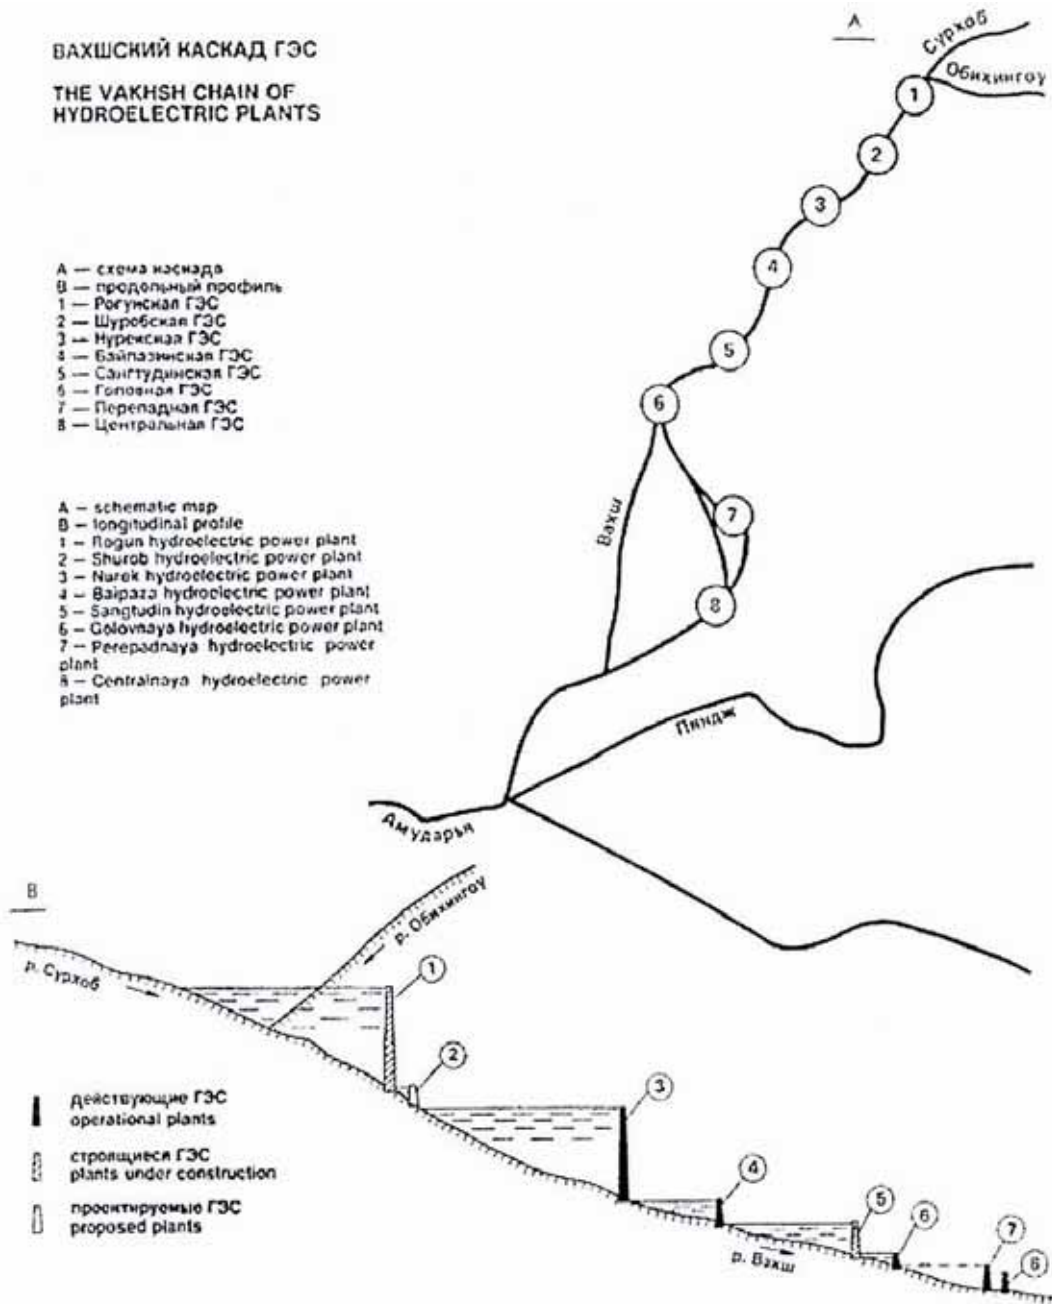 ВАХШСКИЙ КАСКАД ГЭС
THE VAKHSH CHAIN OF
HYDROELECTRIC PLANTS
А — схема каскада
В — продольный профиль
1 — Рогунская ГЭС
2 — Шуробская ГЭС
3 — Нурекская ГЭС
4 — Байпазинская ГЭС
5 — Сангтудинская ГЭС
6 — Головная ГЭС
7 — Перепадная ГЭС
8 — Центральная ГЭС
A — schematic map
B — longitudinal profile
1 — Rogun hydroelectric power plant
2 — Shurob hydroelectric power plant
3 — Nurek hydroelectric power plant
4 — Baipaza hydroelectric power plant
5 — Sangtudin hydroelectric power plant
6 — Golovnaya hydroelectric power plant
7 — Perepadnaya hydroelectric power
plant
8 — Centralnaya hydroelectric power
plant
A
Сурхоб
Обихингоу
1
2
3
4
5
6
7
8
Вахш
Пяндж
Амударья
B
р. Сурхоб
р. Обихингоу
1
2
3
4
5
6
7
6
р. Вахш
действующие ГЭС
operational plants
строящиеся ГЭС
plants under construction
проектируемые ГЭС
proposed plants